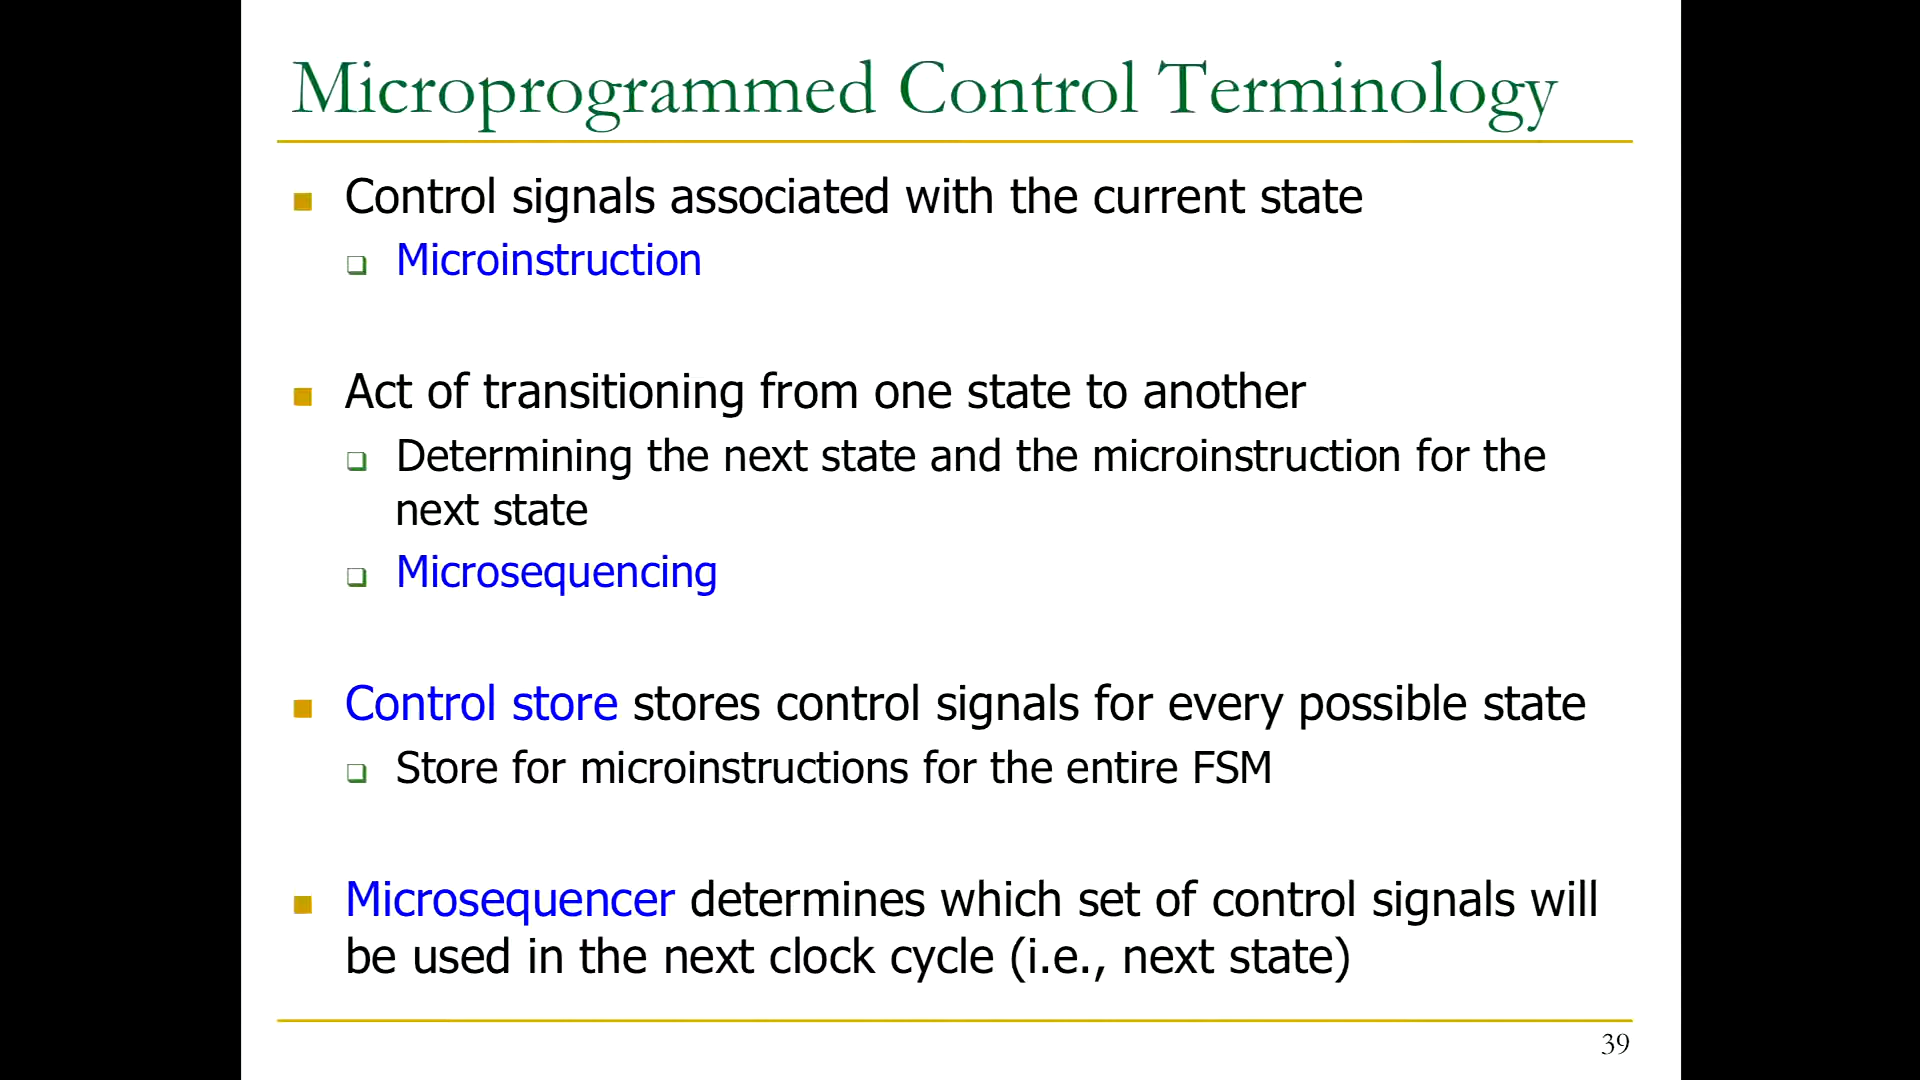 Microprogrammed Control Terminology
Control signals associated with the current state
Microinstruction
Act of transitioning from one state to another
Determining the next state and the microinstruction for the
next state
Microsequencing
Control store stores control signals for every possible state
Store for microinstructions for the entire FSM
Microsequencer determines which set of control signals will
be used in the next clock cycle (i.e., next state)
39